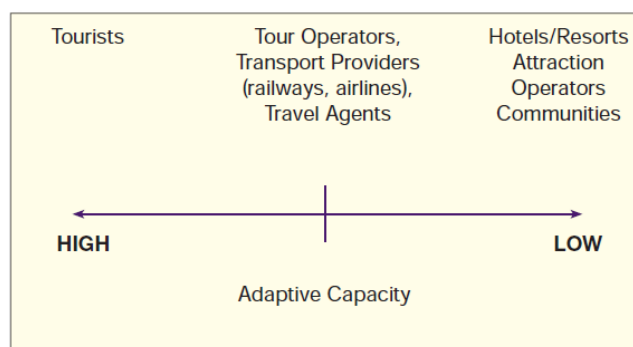 Tourists
Tour Operators,
Transport Providers
(railways, airlines),
Travel Agents
Hotels/Resorts
Attraction
Operators
Communities
HIGH
LOW
Adaptive Capacity